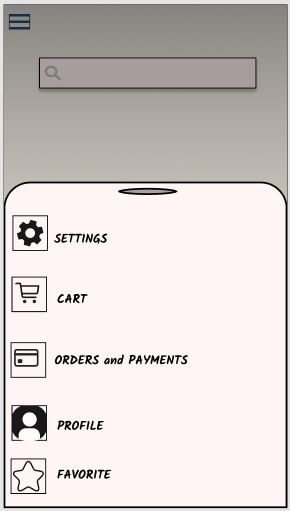 SETTINGS
CART
ORDERS and PAYMENTS
PROFILE
FAVORITE